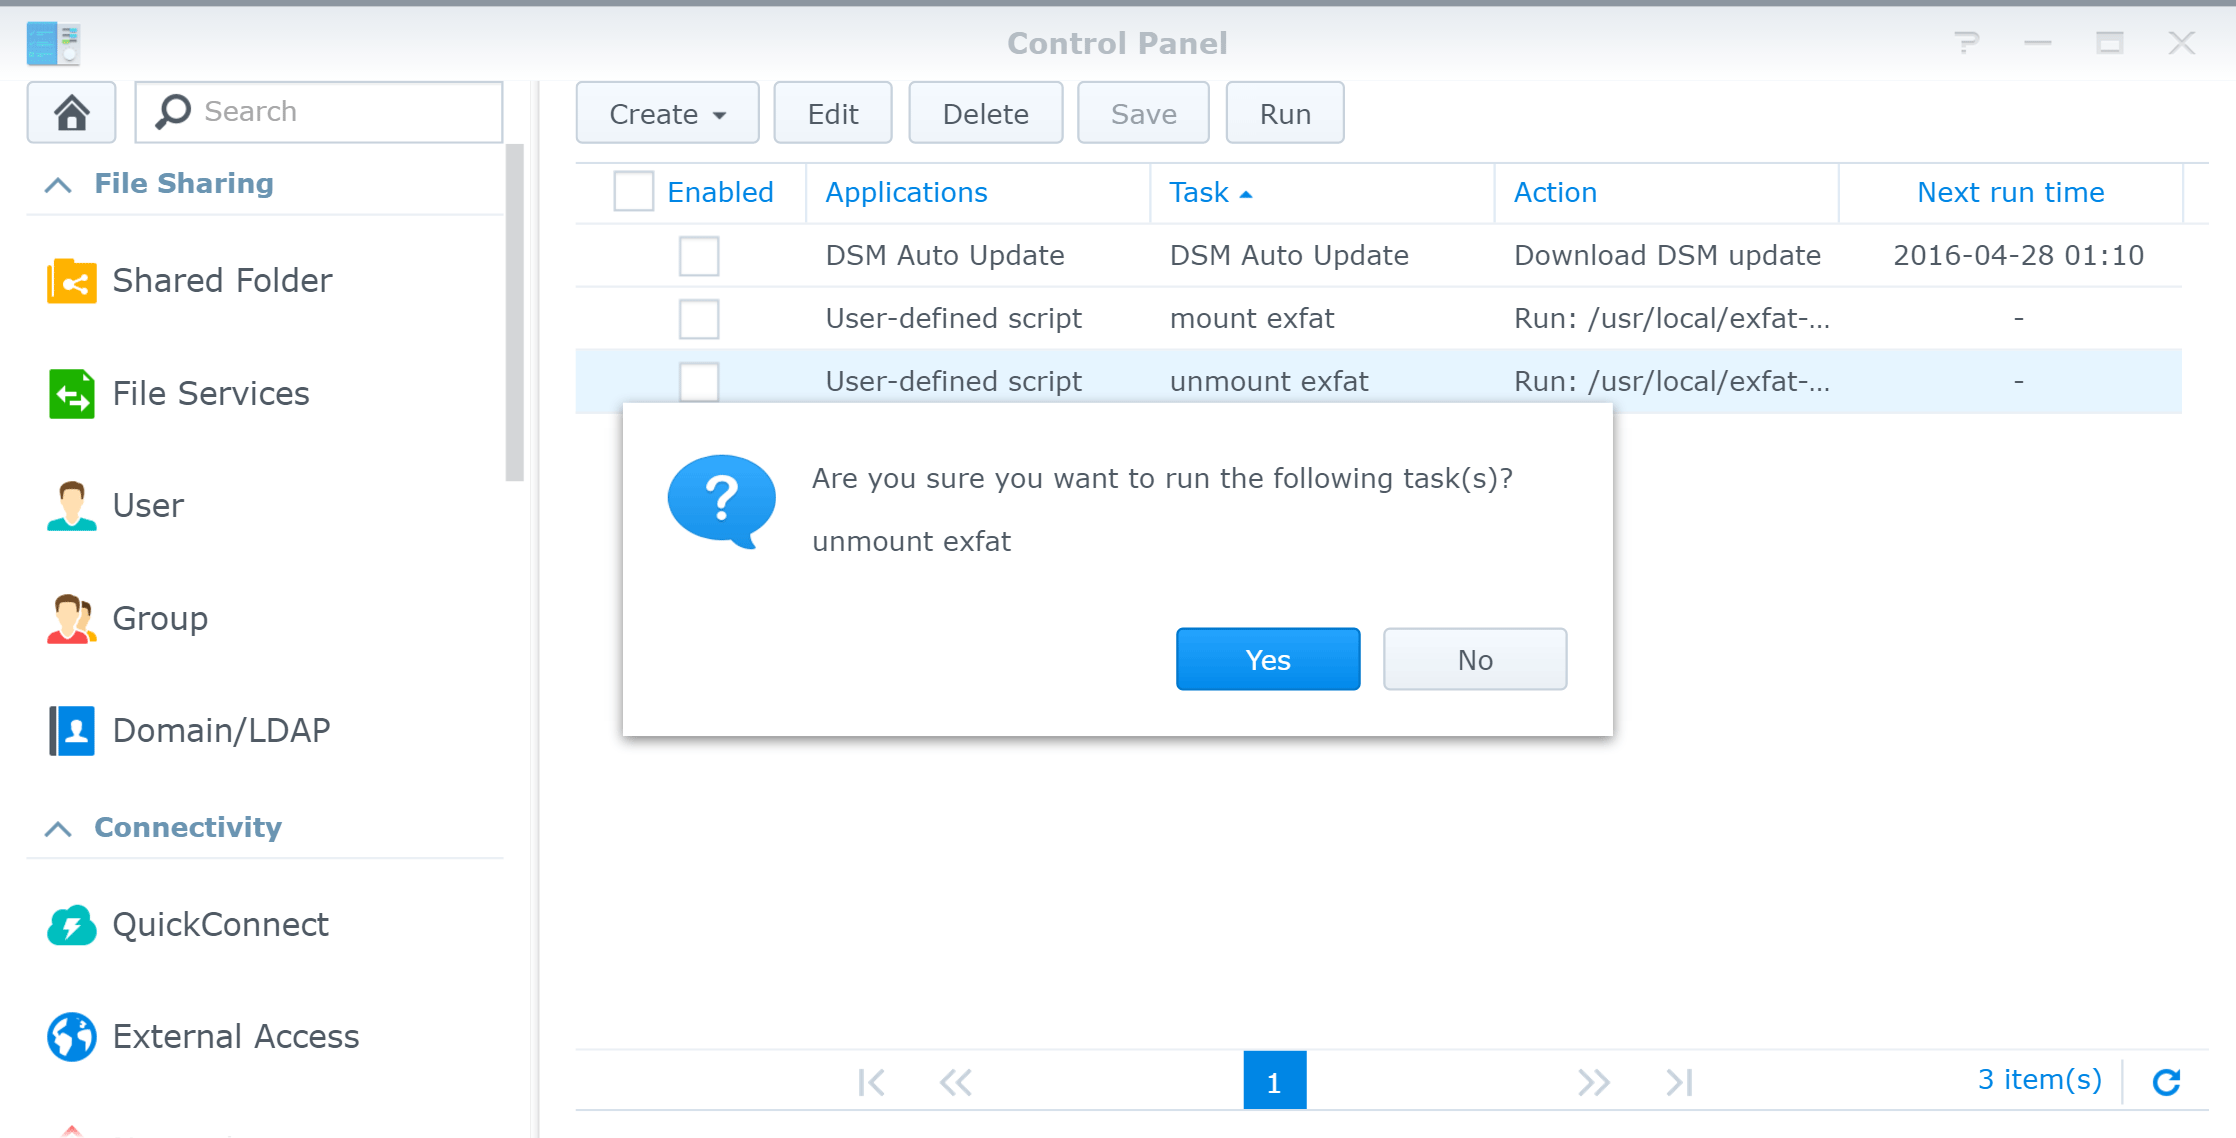 Control Panel
Search
Create Edit Delete Save Run
File Sharing
Shared Folder
File Services
User
Group
Domain/LDAP
Connectivity
QuickConnect
External Access
Enabled Applications Task Action Next run time
DSM Auto Update DSM Auto Update Download DSM update 2016-04-28 01:10
User-defined script mount exfat Run: /usr/local/exfat-... -
User-defined script unmount exfat Run: /usr/local/exfat-... -
Are you sure you want to run the following task(s)?
unmount exfat
Yes No
1
3 item(s)